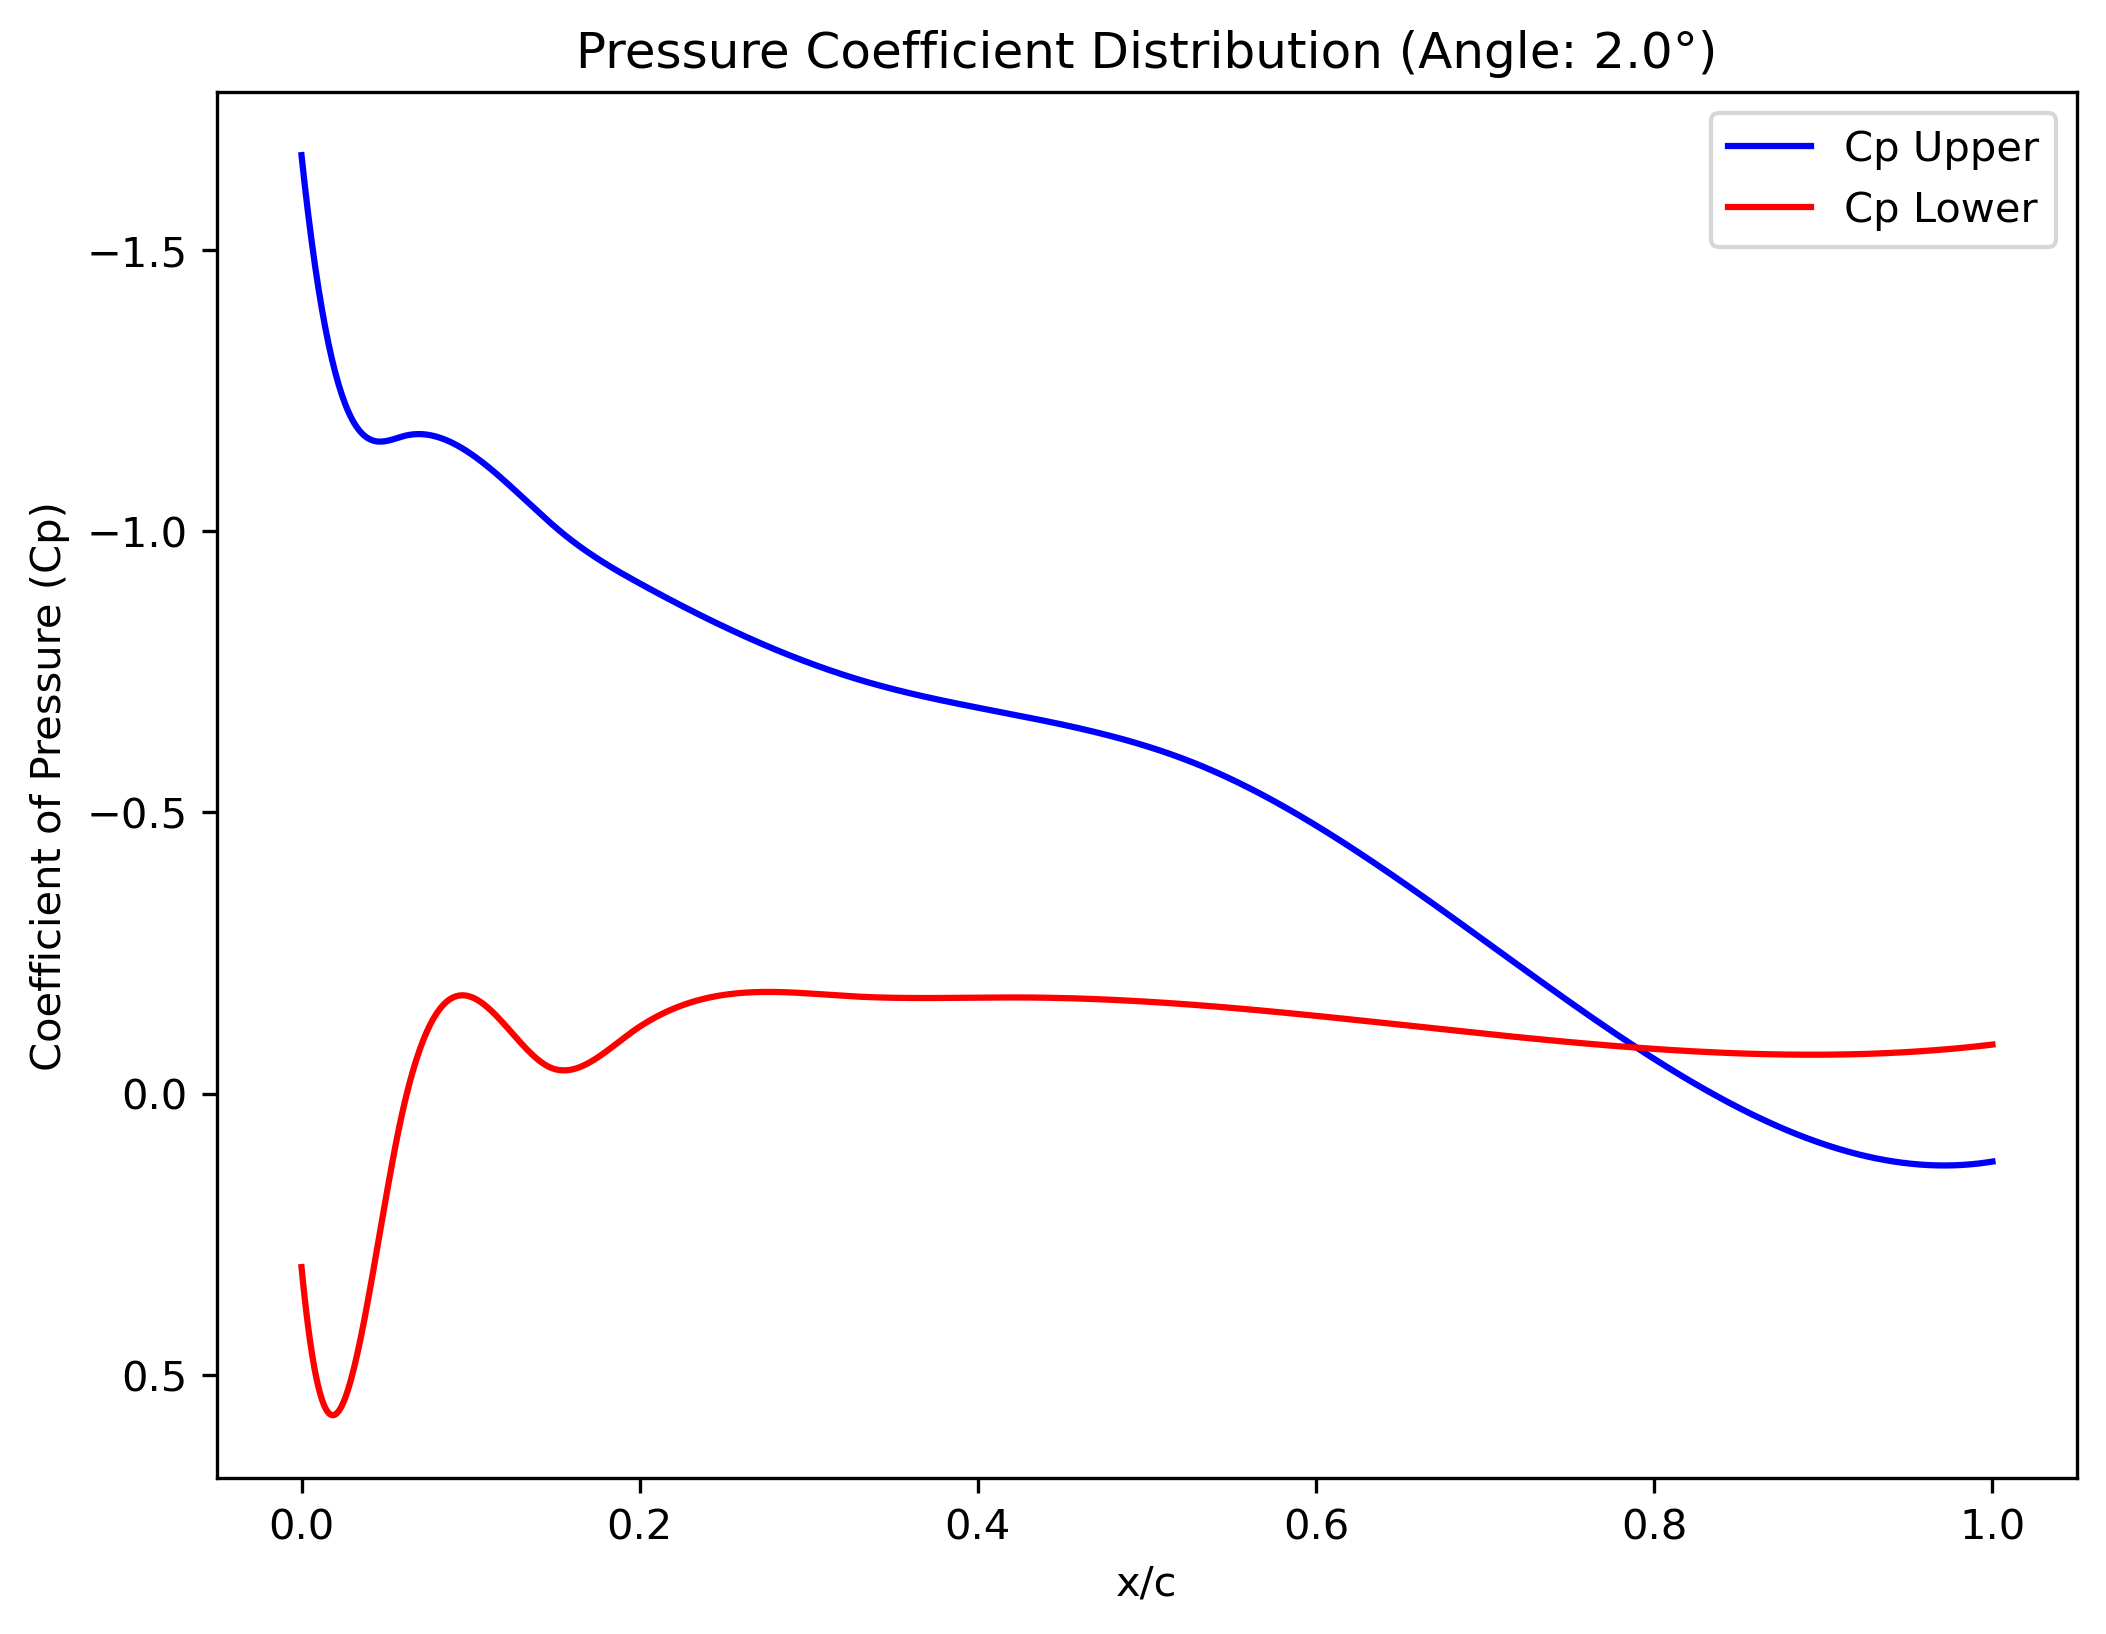 Pressure Coefficient Distribution (Angle: 2.0°)
Cp Upper
Cp Lower
Coefficient of Pressure (Cp)
−1.5
−1.0
−0.5
0.0
0.5
0.0 0.2 0.4 0.6 0.8 1.0
x/c